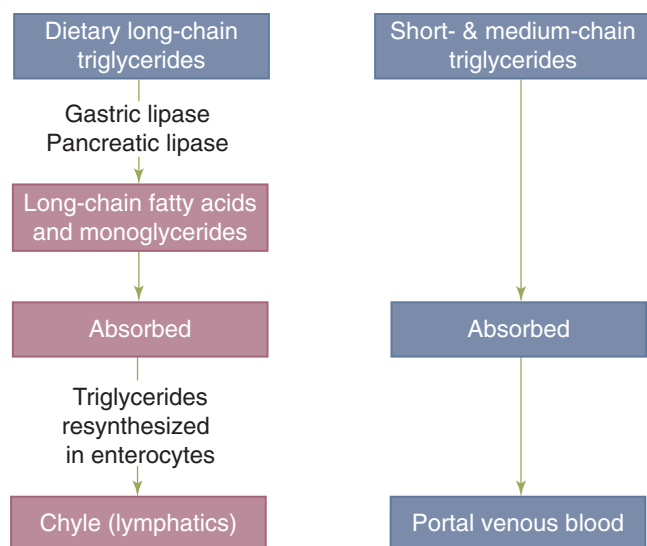 Dietary long-chain
triglycerides
Gastric lipase
Pancreatic lipase
Long-chain fatty acids
and monoglycerides
Absorbed
Triglycerides
resynthesized
in enterocytes
Chyle (lymphatics)
Short- & medium-chain
triglycerides
Absorbed
Portal venous blood